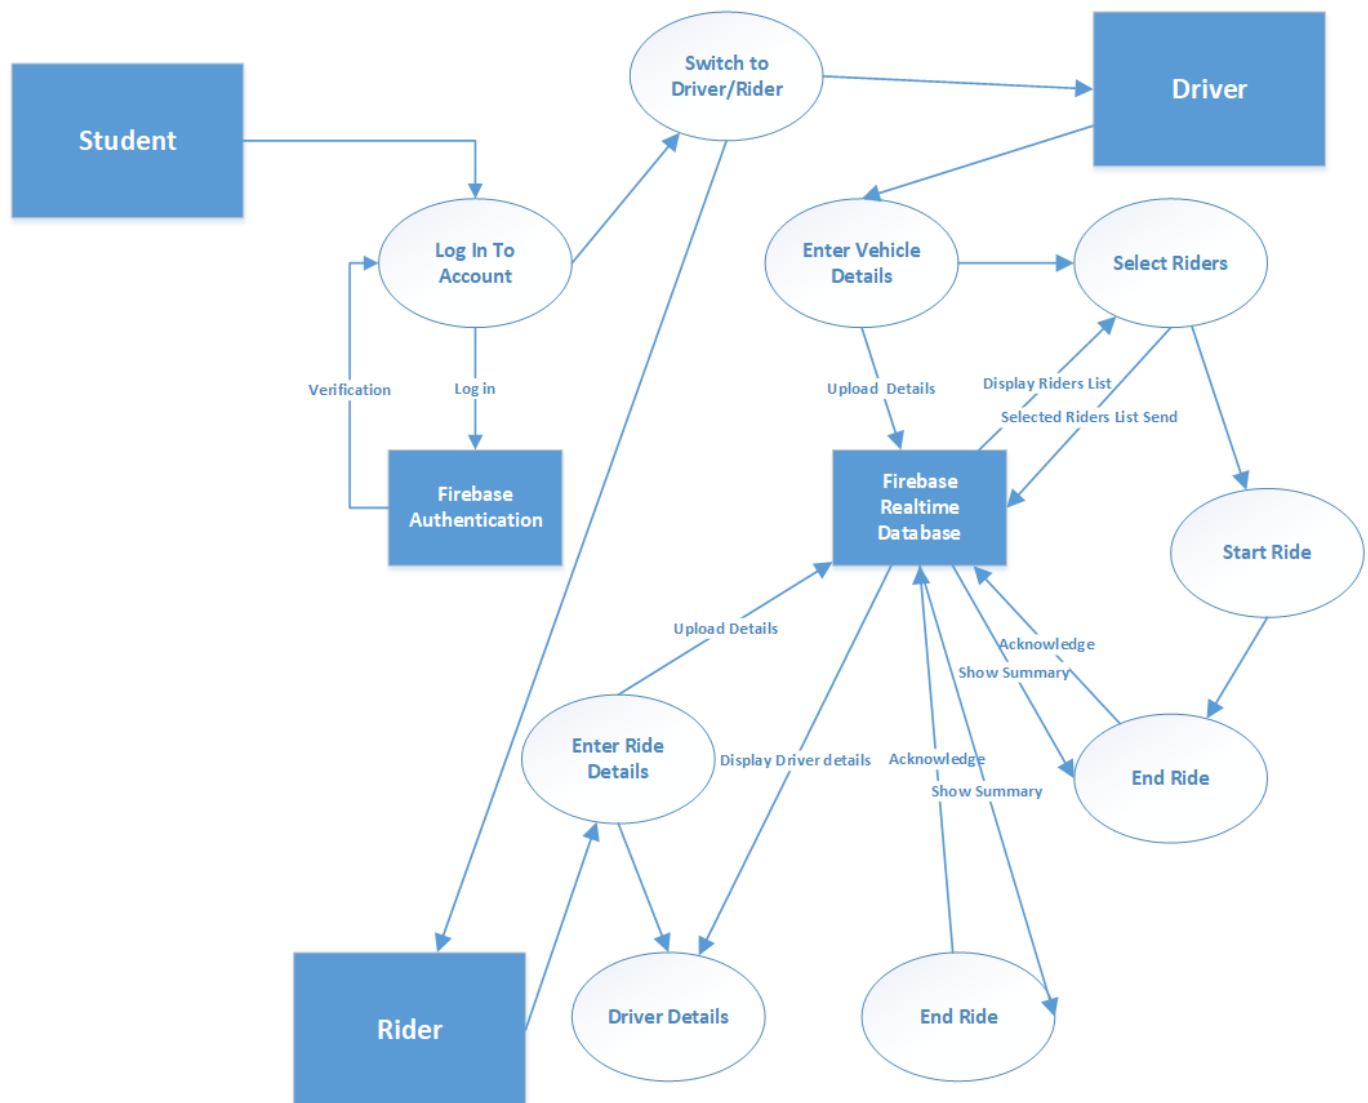 Switch to
Driver/Rider
Driver
Student
Log In To
Account
Enter Vehicle
Details
Select Riders
Verification
Log in
Upload  Details
Display Riders List
Selected Riders List Send
Firebase
Authentication
Firebase
Realtime
Database
Start Ride
Upload Details
Acknowledge
Show Summary
Enter Ride
Details
Display Driver details
Acknowledge
Show Summary
End Ride
Rider
Driver Details
End Ride